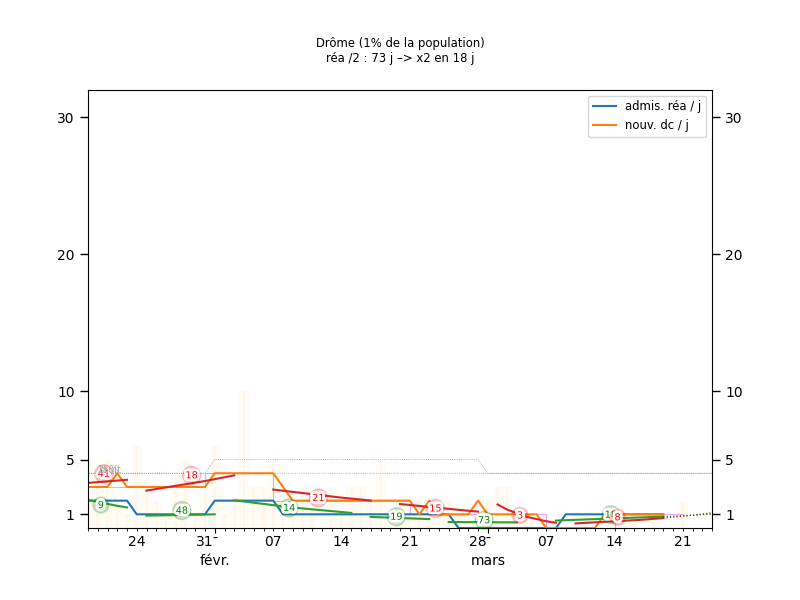 Drôme (1% de la population)
réa /2 : 73 j –> x2 en 18 j
admis. réa / j
nouv. dc / j
30 30
20 20
10 10
5 5
1 1
41 18 21 15 3 8
9 48 14 19 73
24 31 07 14 21 28 07 14 21
févr. mars